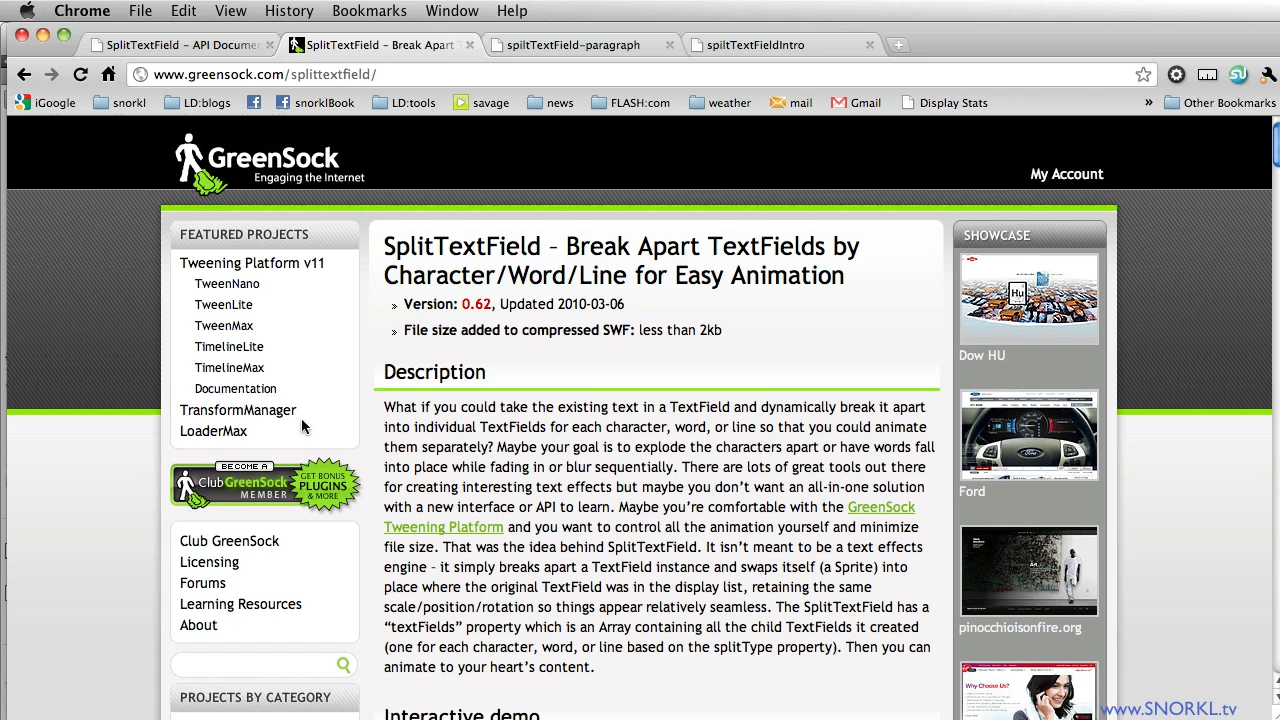 Chrome File Edit View History Bookmarks Window Help
SplitTextField – API Docume
SplitTextField – Break Apart
spiltTextField-paragraph
spiltTextFieldIntro
www.greensock.com/splittextfield/
iGoogle snorkl LD:blogs snorklBook LD:tools savage news FLASH:com weather mail Gmail Display Stats » Other Bookmarks
GreenSock
Engaging the Internet
My Account
FEATURED PROJECTS
Tweening Platform v11
TweenNano
TweenLite
TweenMax
TimelineLite
TimelineMax
Documentation
TransformManager
LoaderMax
BECOME A
Club GreenSock
MEMBER
GET BONUS
PLUGINS
& MORE
Club GreenSock
Licensing
Forums
Learning Resources
About
PROJECTS BY CATEGORY
SplitTextField – Break Apart TextFields by
Character/Word/Line for Easy Animation
Version: 0.62, Updated 2010-03-06
File size added to compressed SWF: less than 2kb
Description
What if you could take the existing text in a TextField and dynamically break it apart
into individual TextFields for each character, word, or line so that you could animate
them separately? Maybe your goal is to explode the characters apart or have words fall
into place while fading in or blur sequentially. There are lots of great tools out there
for creating interesting text effects but maybe you don’t want an all-in-one solution
with a new interface or API to learn. Maybe you’re comfortable with the GreenSock
Tweening Platform and you want to control all the animation yourself and minimize
file size. That was the idea behind SplitTextField. It isn’t meant to be a text effects
engine – it simply breaks apart a TextField instance and swaps itself (a Sprite) into
place where the original TextField was in the display list, retaining the same
scale/position/rotation so things appear relatively seamless. The SplitTextField has a
“textFields” property which is an Array containing all the child TextFields it created
(one for each character, word, or line based on the splitType property). Then you can
animate to your heart’s content.
Interactive demo
SHOWCASE
Hu
Dow HU
Ford
pinocchioisonfire.org
Why Choose Us?
www.SNORKL.tv